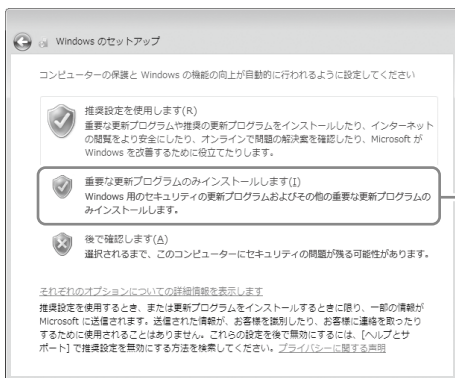 Windows のセットアップ
コンピューターの保護と Windows の機能の向上が自動的に行われるように設定してください
推奨設定を使用します(R)
重要な更新プログラムや推奨の更新プログラムをインストールしたり、インターネット
の閲覧をより安全にしたり、オンラインで問題の解決策を確認したり、Microsoft が
Windows を改善するために役立てたりします。
重要な更新プログラムのみインストールします(I)
Windows 用のセキュリティの更新プログラムおよびその他の重要な更新プログラムの
みインストールします。
後で確認します(A)
選択されるまで、このコンピューターにセキュリティの問題が残る可能性があります。
それぞれのオプションについての詳細情報を表示します
推奨設定を使用するとき、または更新プログラムをインストールするときに限り、一部の情報が
Microsoft に送信されます。送信された情報が、お客様を識別したり、お客様に連絡を取ったり
するために使用されることはありません。これらの設定を後で無効にするには、[ヘルプとサ
ポート] で推奨設定を無効にする方法を検索してください。プライバシーに関する声明